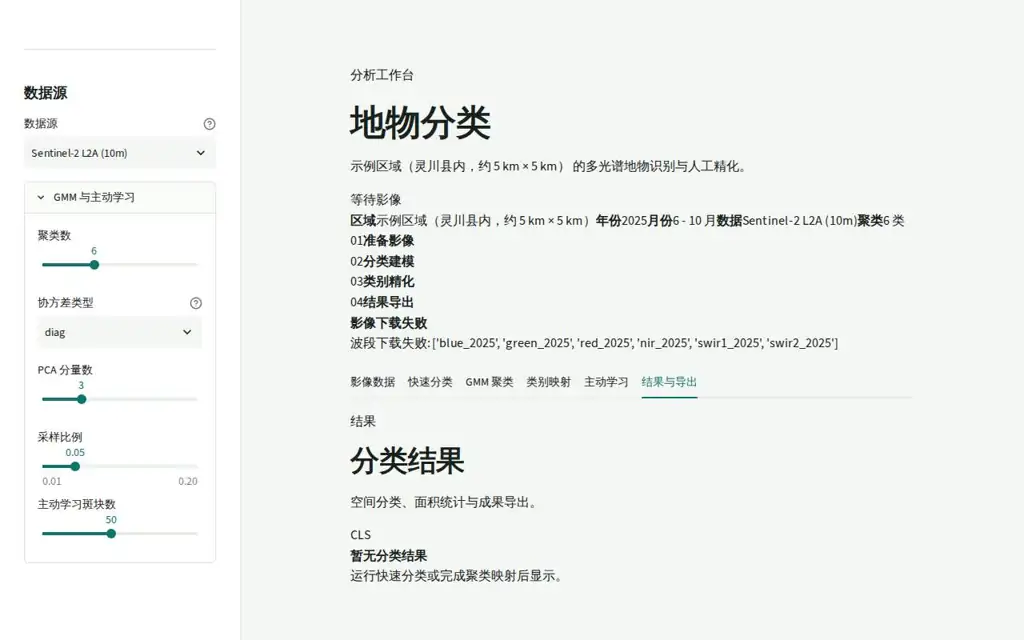 数据源
数据源
Sentinel-2 L2A (10m)
GMM 与主动学习
聚类数
6
协方差类型
diag
PCA 分量数
3
采样比例
0.05
0.01 0.20
主动学习斑块数
50
分析工作台
地物分类
示例区域（灵川县内，约 5 km × 5 km） 的多光谱地物识别与人工精化。
等待影像
区域示例区域（灵川县内，约 5 km × 5 km）年份2025月份6 - 10 月数据Sentinel-2 L2A (10m)聚类6 类
01准备影像
02分类建模
03类别精化
04结果导出
影像下载失败
波段下载失败: ['blue_2025', 'green_2025', 'red_2025', 'nir_2025', 'swir1_2025', 'swir2_2025']
影像数据 快速分类 GMM 聚类 类别映射 主动学习 结果与导出
结果
分类结果
空间分类、面积统计与成果导出。
CLS
暂无分类结果
运行快速分类或完成聚类映射后显示。